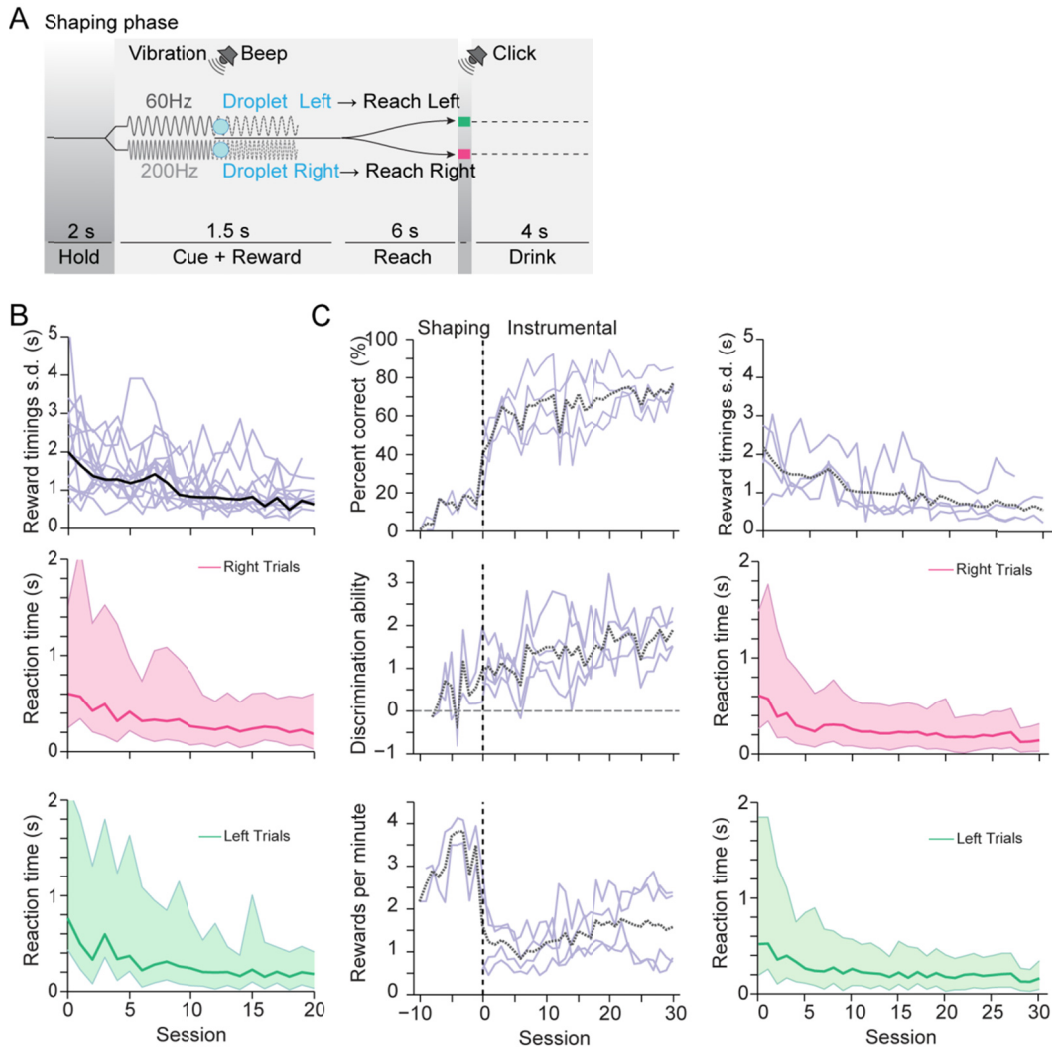 A
Shaping phase
Vibration Beep Click
60Hz Droplet Left → Reach Left
200Hz Droplet Right → Reach Right
2 s 1.5 s 6 s 4 s
Hold Cue + Reward Reach Drink
B
Reward timings s.d. (s)
5
4
3
2
1
0
Reaction time (s)
2
1
0
Right Trials
Reaction time (s)
2
1
0
Left Trials
0 5 10 15 20
Session
C
Shaping Instrumental
Percent correct (%)
100
80
60
40
20
0
Discrimination ability
3
2
1
0
−1
Rewards per minute
4
3
2
1
0
−10 0 10 20 30
Session
Reward timings s.d. (s)
5
4
3
2
1
0
Reaction time (s)
2
1
0
Right Trials
Reaction time (s)
2
1
0
Left Trials
0 5 10 15 20 25 30
Session